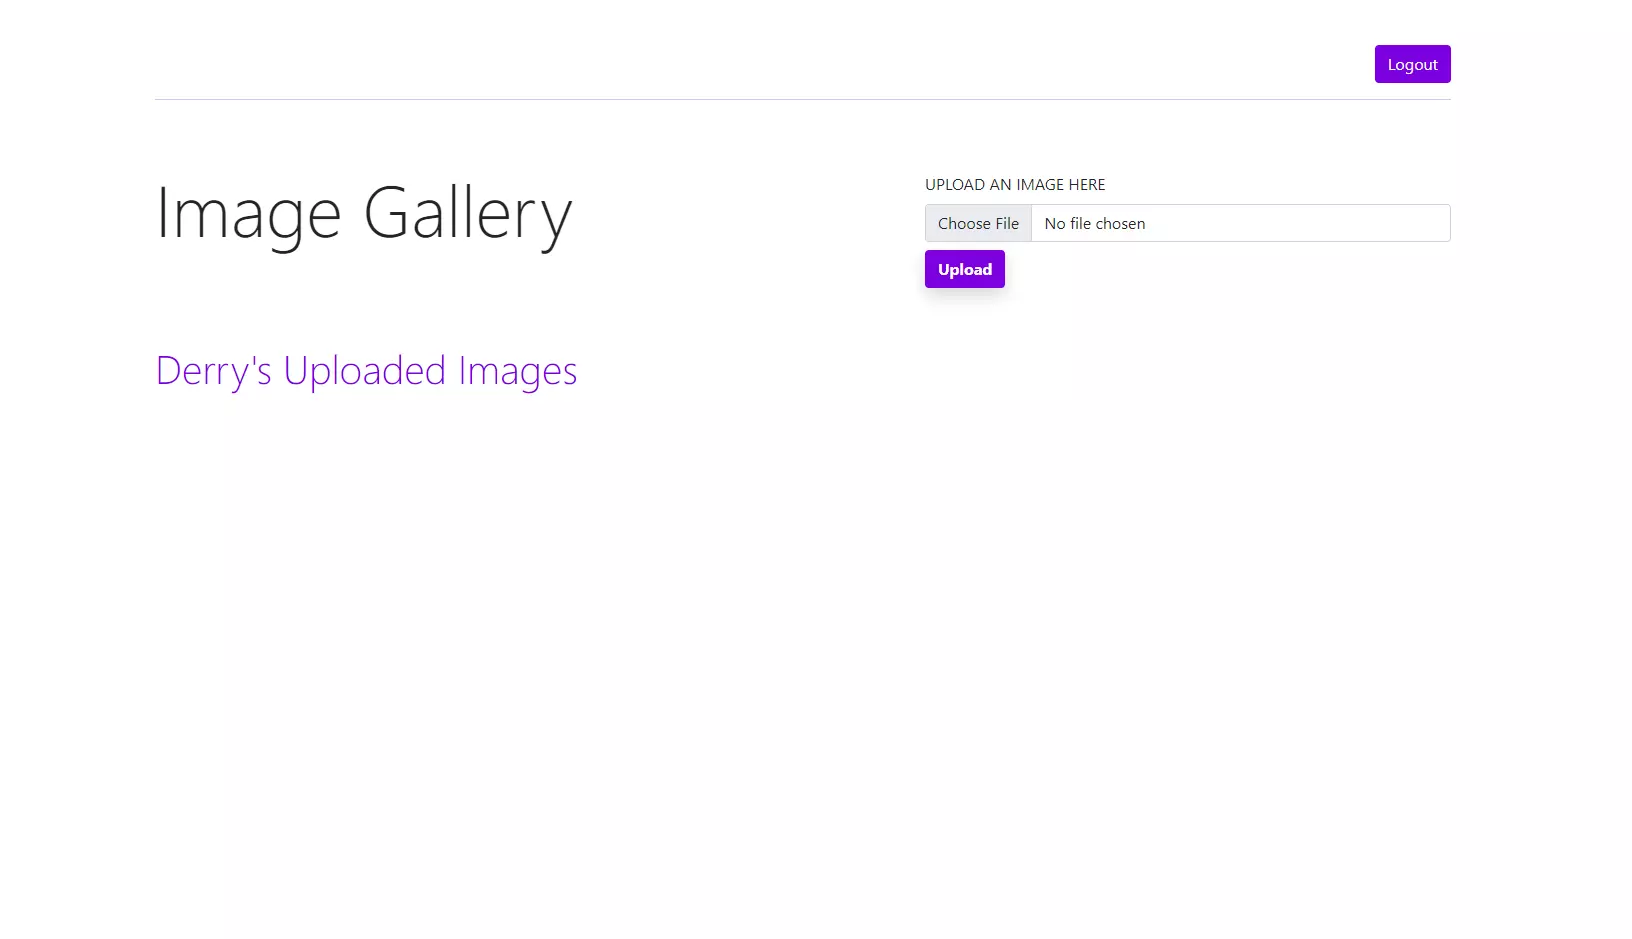 Logout
Image Gallery
UPLOAD AN IMAGE HERE
Choose File No file chosen
Upload
Derry's Uploaded Images